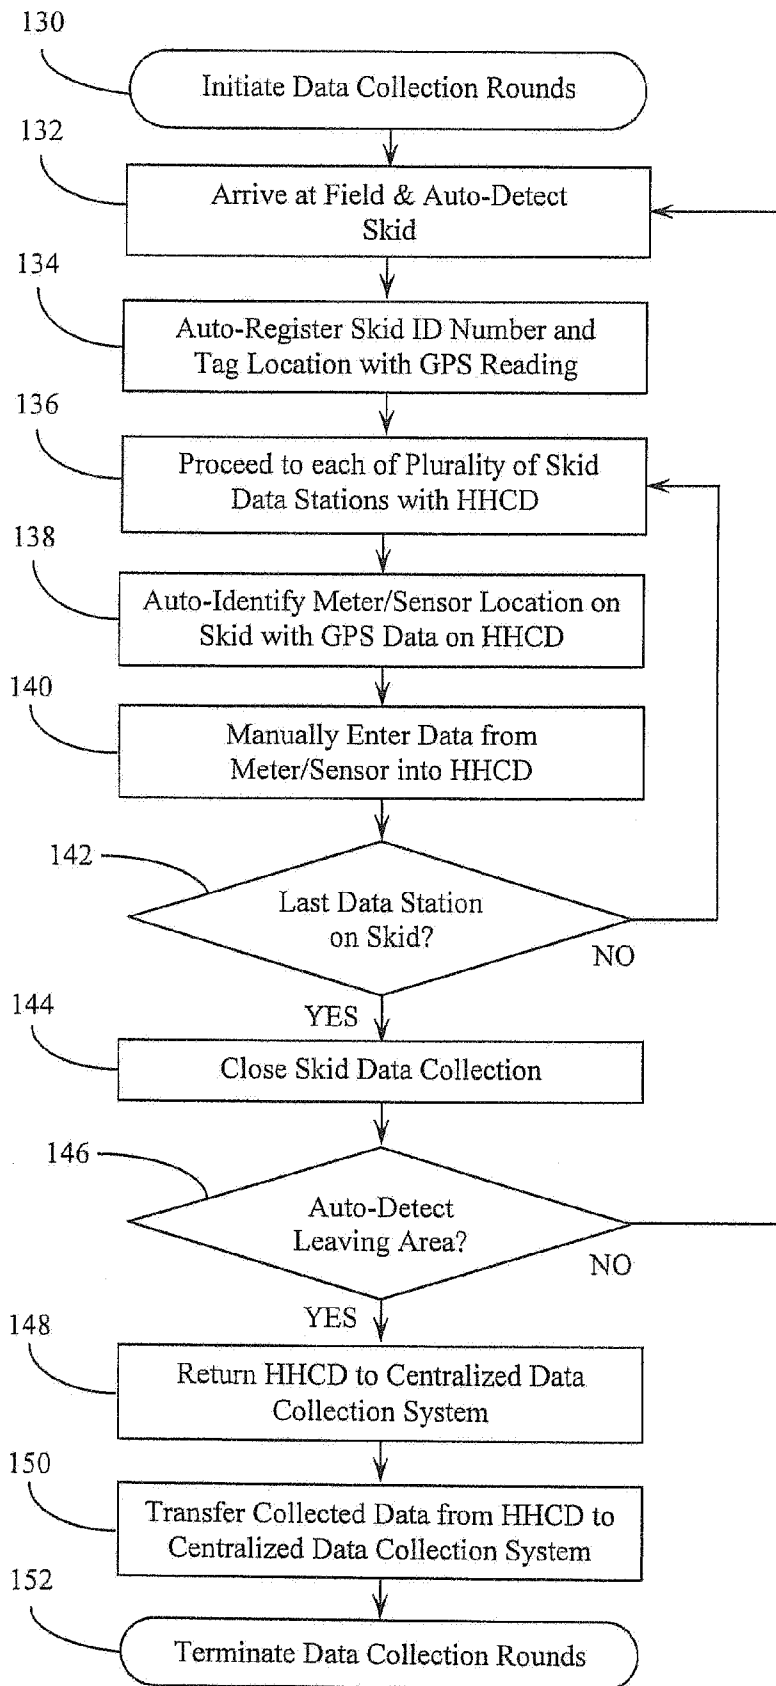 130
Initiate Data Collection Rounds
132
Arrive at Field & Auto-Detect
Skid
134
Auto-Register Skid ID Number and
Tag Location with GPS Reading
136
Proceed to each of Plurality of Skid
Data Stations with HHCD
138
Auto-Identify Meter/Sensor Location on
Skid with GPS Data on HHCD
140
Manually Enter Data from
Meter/Sensor into HHCD
142
Last Data Station
on Skid?
NO
YES
144
Close Skid Data Collection
146
Auto-Detect
Leaving Area?
NO
YES
148
Return HHCD to Centralized Data
Collection System
150
Transfer Collected Data from HHCD to
Centralized Data Collection System
152
Terminate Data Collection Rounds